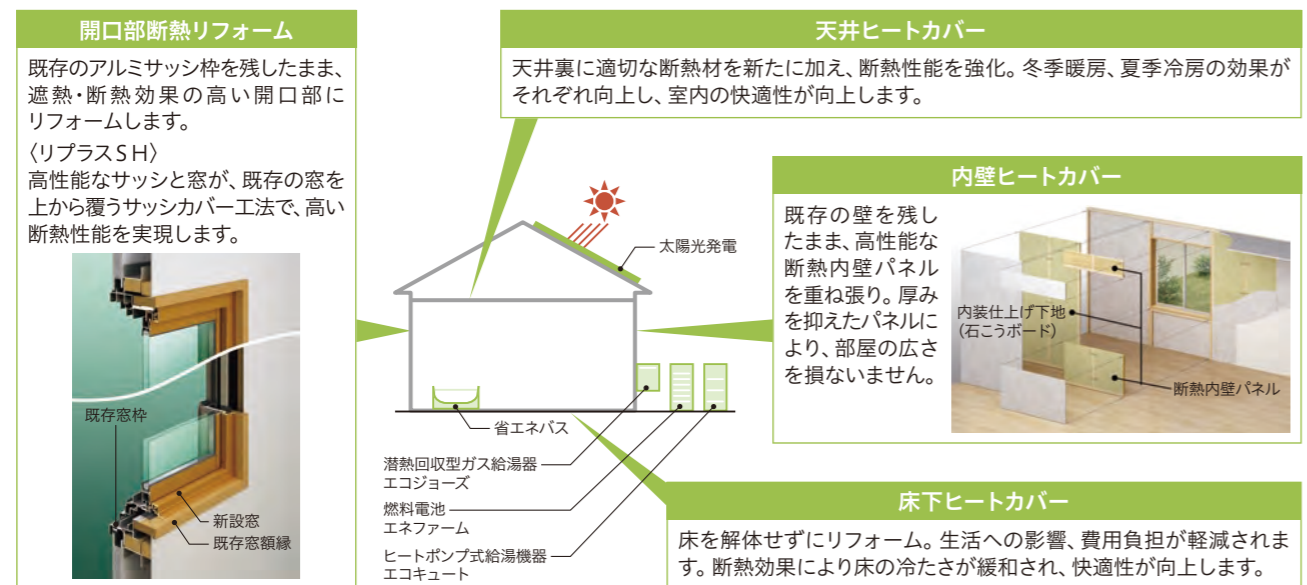 開口部断熱リフォーム
既存のアルミサッシ枠を残したまま、
遮熱・断熱効果の高い開口部に
リフォームします。
〈リプラスSH〉
高性能なサッシと窓が、既存の窓を
上から覆うサッシカバー工法で、高い
断熱性能を実現します。
既存窓枠
新設窓
既存窓額縁
天井ヒートカバー
天井裏に適切な断熱材を新たに加え、断熱性能を強化。冬季暖房、夏季冷房の効果が
それぞれ向上し、室内の快適性が向上します。
太陽光発電
省エネバス
潜熱回収型ガス給湯器
エコジョーズ
燃料電池
エネファーム
ヒートポンプ式給湯機器
エコキュート
内壁ヒートカバー
既存の壁を残し
たまま、高性能な
断熱内壁パネル
を重ね張り。厚み
を抑えたパネルに
より、部屋の広さ
を損ないません。
内装仕上げ下地
(石こうボード)
断熱内壁パネル
床下ヒートカバー
床を解体せずにリフォーム。生活への影響、費用負担が軽減されま
す。断熱効果により床の冷たさが緩和され、快適性が向上します。